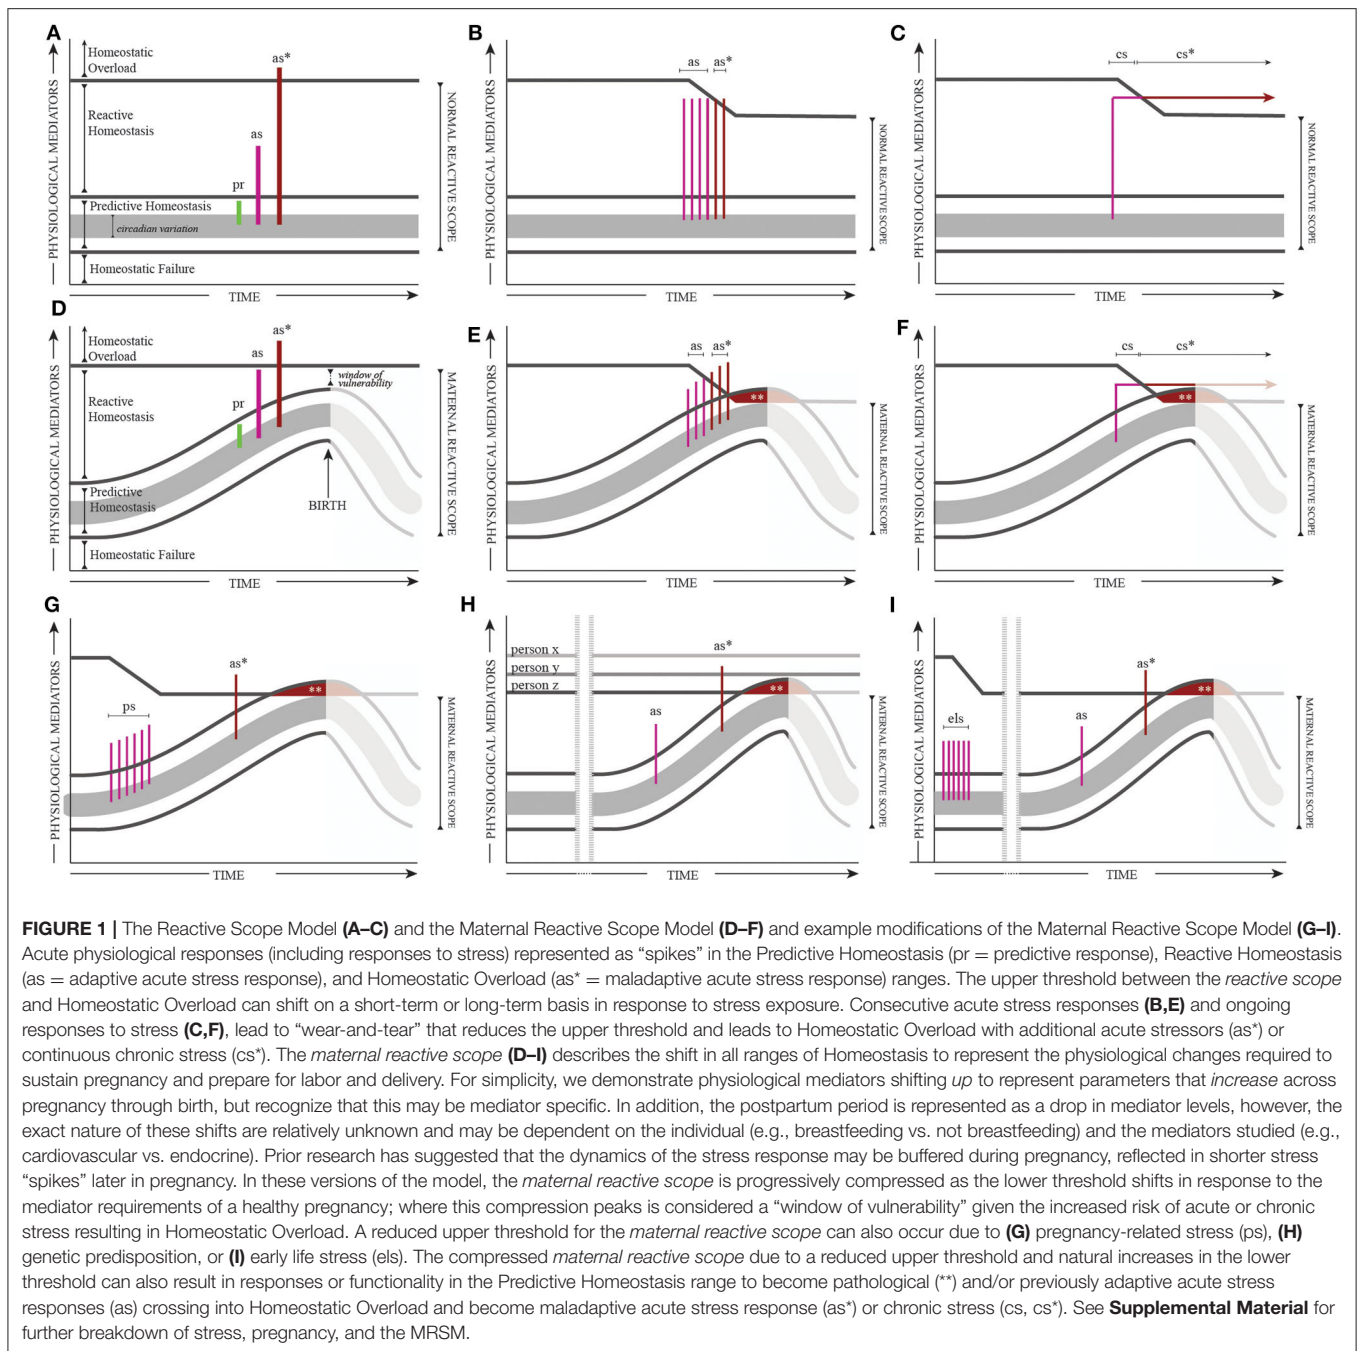 A
PHYSIOLOGICAL MEDIATORS
Homeostatic
Overload
as*
Reactive
Homeostasis
as
pr
Predictive Homeostasis
circadian variation
Homeostatic Failure
NORMAL REACTIVE SCOPE
TIME
B
PHYSIOLOGICAL MEDIATORS
as
as*
NORMAL REACTIVE SCOPE
TIME
C
PHYSIOLOGICAL MEDIATORS
cs
cs*
NORMAL REACTIVE SCOPE
TIME
D
PHYSIOLOGICAL MEDIATORS
Homeostatic
Overload
as*
as
window of
vulnerability
Reactive
Homeostasis
pr
Predictive
Homeostasis
BIRTH
Homeostatic Failure
MATERNAL REACTIVE SCOPE
TIME
E
PHYSIOLOGICAL MEDIATORS
as
as*
**
MATERNAL REACTIVE SCOPE
TIME
F
PHYSIOLOGICAL MEDIATORS
cs
cs*
**
MATERNAL REACTIVE SCOPE
TIME
G
PHYSIOLOGICAL MEDIATORS
as*
ps
**
MATERNAL REACTIVE SCOPE
TIME
H
PHYSIOLOGICAL MEDIATORS
person x
person y
person z
as*
as
**
MATERNAL REACTIVE SCOPE
TIME
I
PHYSIOLOGICAL MEDIATORS
as*
els
as
**
MATERNAL REACTIVE SCOPE
TIME
FIGURE 1 | The Reactive Scope Model (A–C) and the Maternal Reactive Scope Model (D–F) and example modifications of the Maternal Reactive Scope Model (G–I).
Acute physiological responses (including responses to stress) represented as “spikes” in the Predictive Homeostasis (pr = predictive response), Reactive Homeostasis
(as = adaptive acute stress response), and Homeostatic Overload (as* = maladaptive acute stress response) ranges. The upper threshold between the reactive scope
and Homeostatic Overload can shift on a short-term or long-term basis in response to stress exposure. Consecutive acute stress responses (B,E) and ongoing
responses to stress (C,F), lead to “wear-and-tear” that reduces the upper threshold and leads to Homeostatic Overload with additional acute stressors (as*) or
continuous chronic stress (cs*). The maternal reactive scope (D–I) describes the shift in all ranges of Homeostasis to represent the physiological changes required to
sustain pregnancy and prepare for labor and delivery. For simplicity, we demonstrate physiological mediators shifting up to represent parameters that increase across
pregnancy through birth, but recognize that this may be mediator specific. In addition, the postpartum period is represented as a drop in mediator levels, however, the
exact nature of these shifts are relatively unknown and may be dependent on the individual (e.g., breastfeeding vs. not breastfeeding) and the mediators studied (e.g.,
cardiovascular vs. endocrine). Prior research has suggested that the dynamics of the stress response may be buffered during pregnancy, reflected in shorter stress
“spikes” later in pregnancy. In these versions of the model, the maternal reactive scope is progressively compressed as the lower threshold shifts in response to the
mediator requirements of a healthy pregnancy; where this compression peaks is considered a “window of vulnerability” given the increased risk of acute or chronic
stress resulting in Homeostatic Overload. A reduced upper threshold for the maternal reactive scope can also occur due to (G) pregnancy-related stress (ps), (H)
genetic predisposition, or (I) early life stress (els). The compressed maternal reactive scope due to a reduced upper threshold and natural increases in the lower
threshold can also result in responses or functionality in the Predictive Homeostasis range to become pathological (**) and/or previously adaptive acute stress
responses (as) crossing into Homeostatic Overload and become maladaptive acute stress response (as*) or chronic stress (cs, cs*). See Supplemental Material for
further breakdown of stress, pregnancy, and the MRSM.